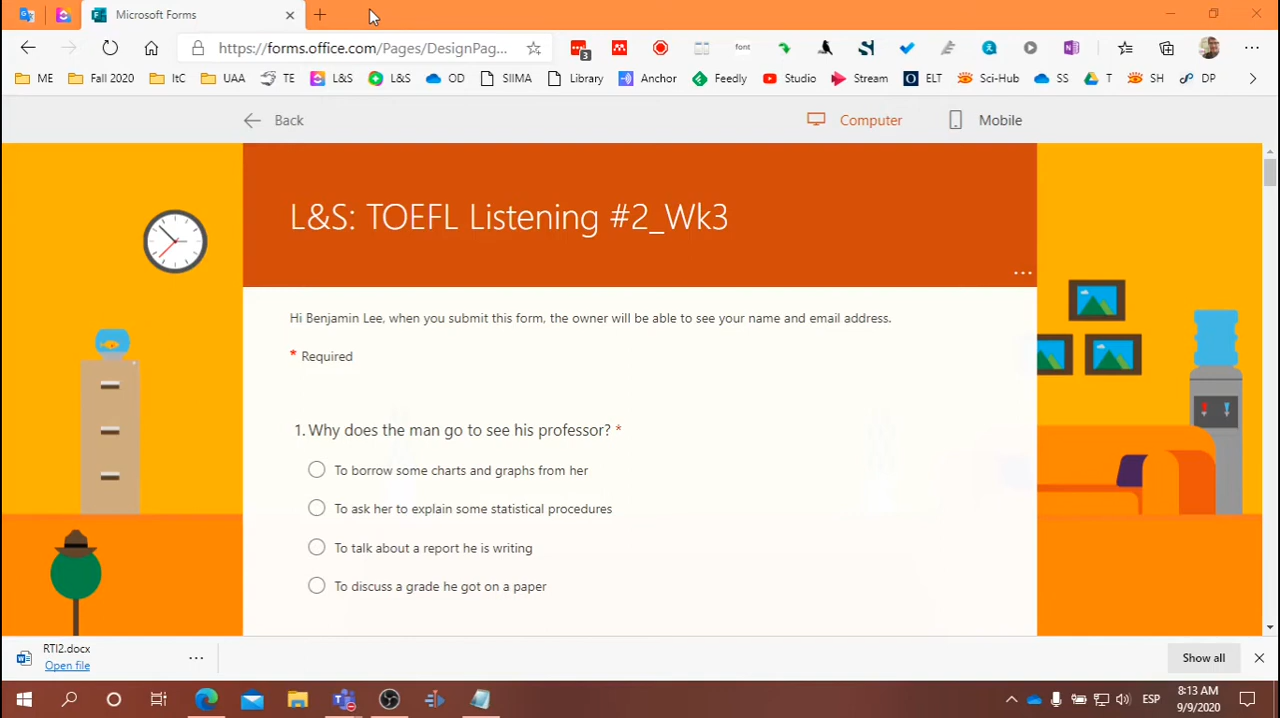 Microsoft Forms
https://forms.office.com/Pages/DesignPag...
3
font
ME
Fall 2020
ItC
UAA
TE
L&S
L&S
OD
SIIMA
Library
Anchor
Feedly
Studio
Stream
ELT
Sci-Hub
SS
T
SH
DP
Back
Computer
Mobile
L&S: TOEFL Listening #2_Wk3
Hi Benjamin Lee, when you submit this form, the owner will be able to see your name and email address.
* Required
1. Why does the man go to see his professor? *
To borrow some charts and graphs from her
To ask her to explain some statistical procedures
To talk about a report he is writing
To discuss a grade he got on a paper
RTI2.docx
Open file
Show all
ESP
8:13 AM
9/9/2020